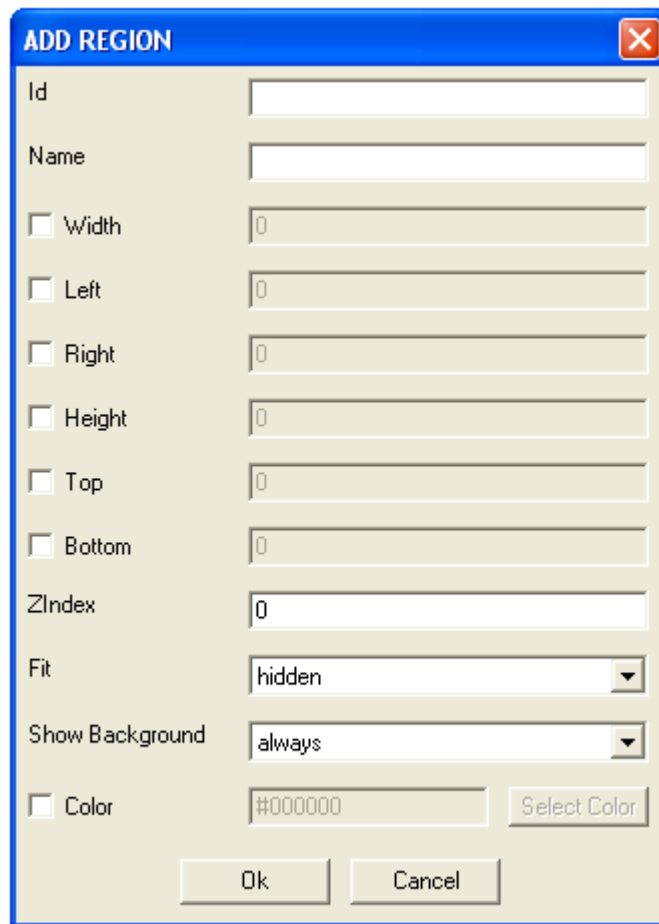 ADD REGION
Id
Name
Width 0
Left 0
Right 0
Height 0
Top 0
Bottom 0
ZIndex 0
Fit hidden
Show Background always
Color #000000 Select Color
Ok Cancel